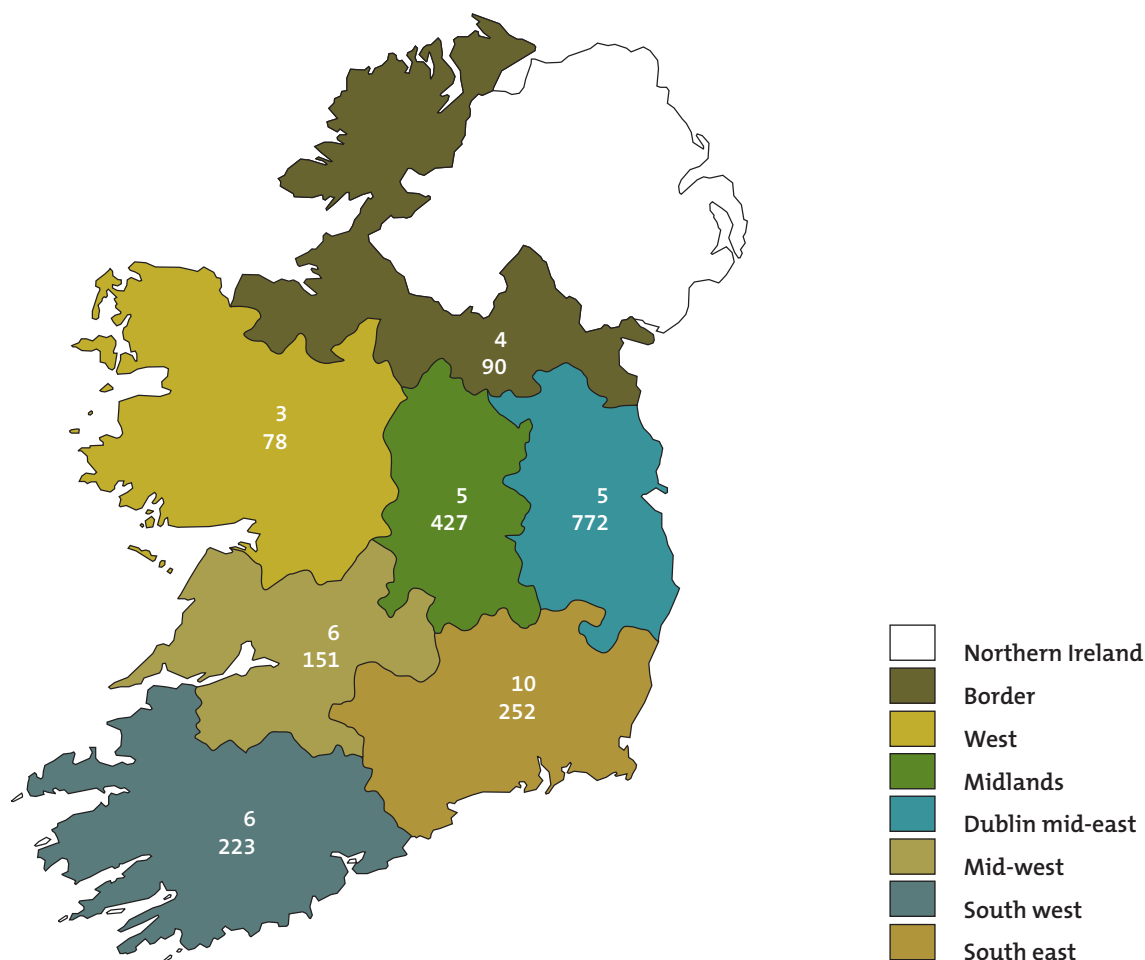 4
90
3
78
5
427
5
772
6
151
10
252
6
223
Northern Ireland
Border
West
Midlands
Dublin mid-east
Mid-west
South west
South east